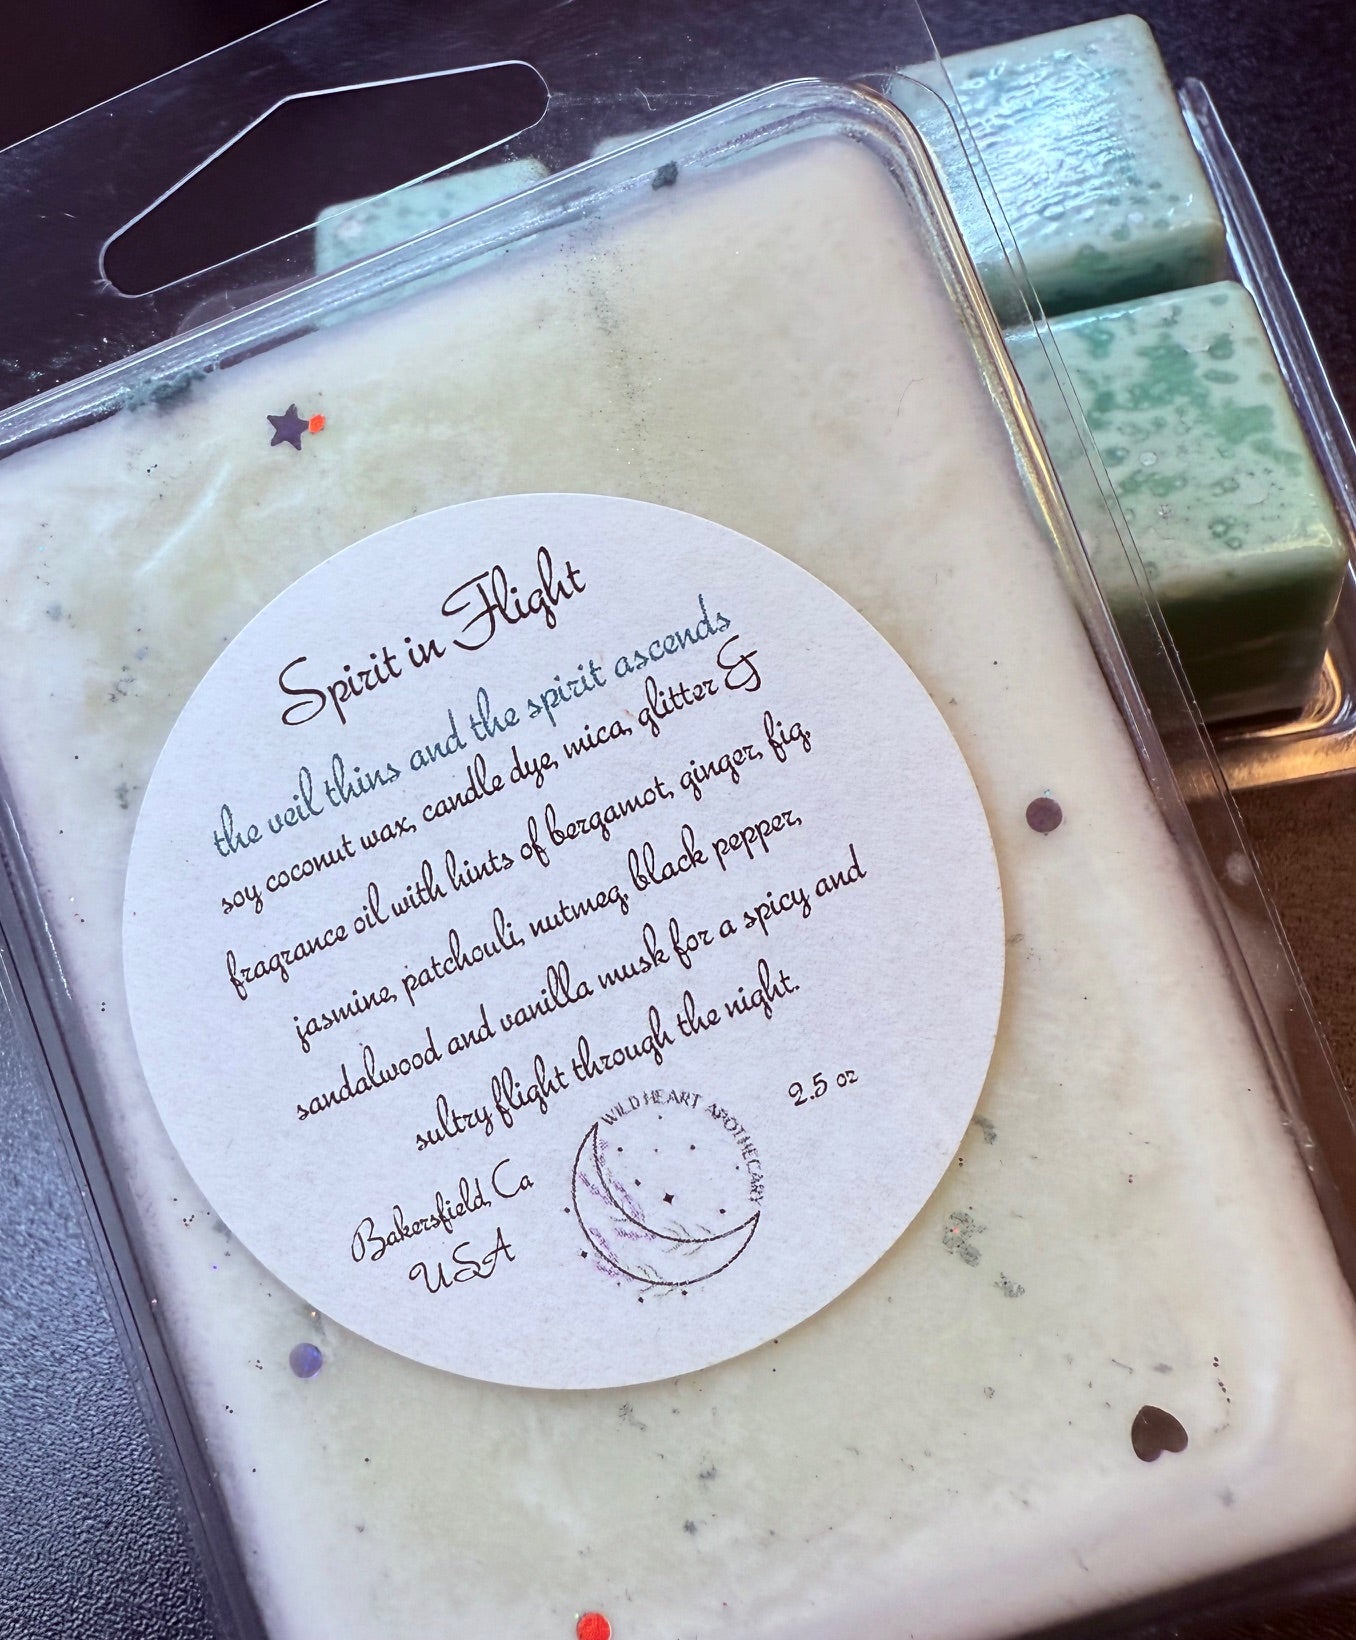 Spirit in Flight
the veil thins and the spirit ascends
soy coconut wax, candle dye, mica, glitter &
fragrance oil with hints of bergamot, ginger, fig,
jasmine, patchouli, nutmeg, black pepper,
sandalwood and vanilla musk for a spicy and
sultry flight through the night.
2.5 oz
WILD HEART APOTHECARY
Bakersfield, Ca
USA